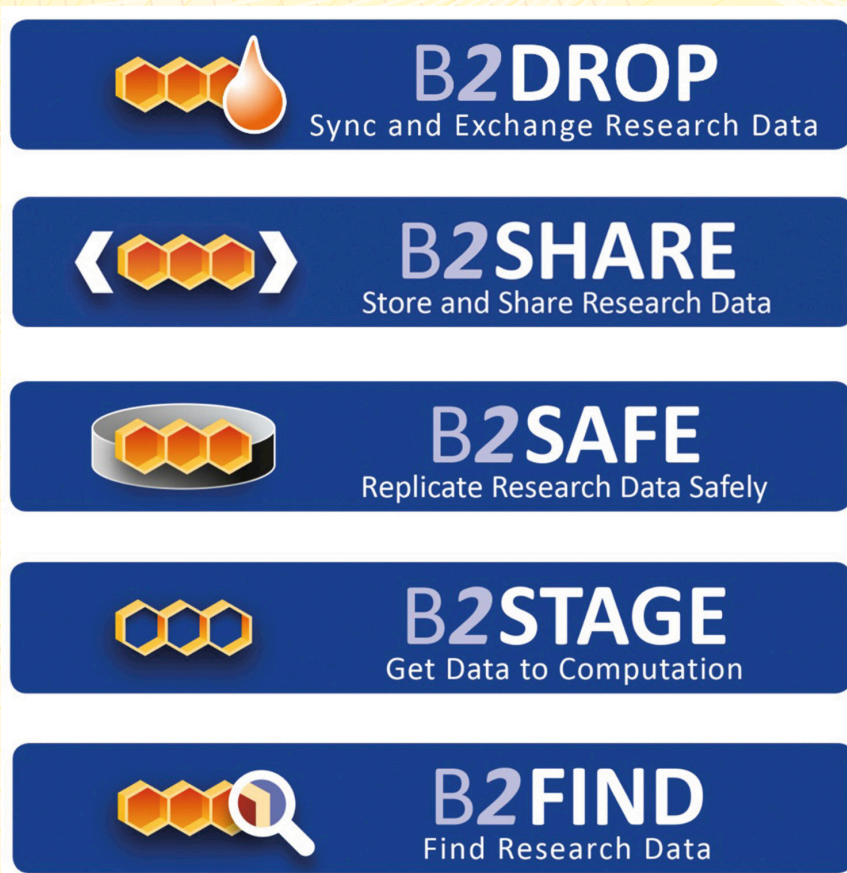 B2DROP
Sync and Exchange Research Data
B2SHARE
Store and Share Research Data
B2SAFE
Replicate Research Data Safely
B2STAGE
Get Data to Computation
B2FIND
Find Research Data